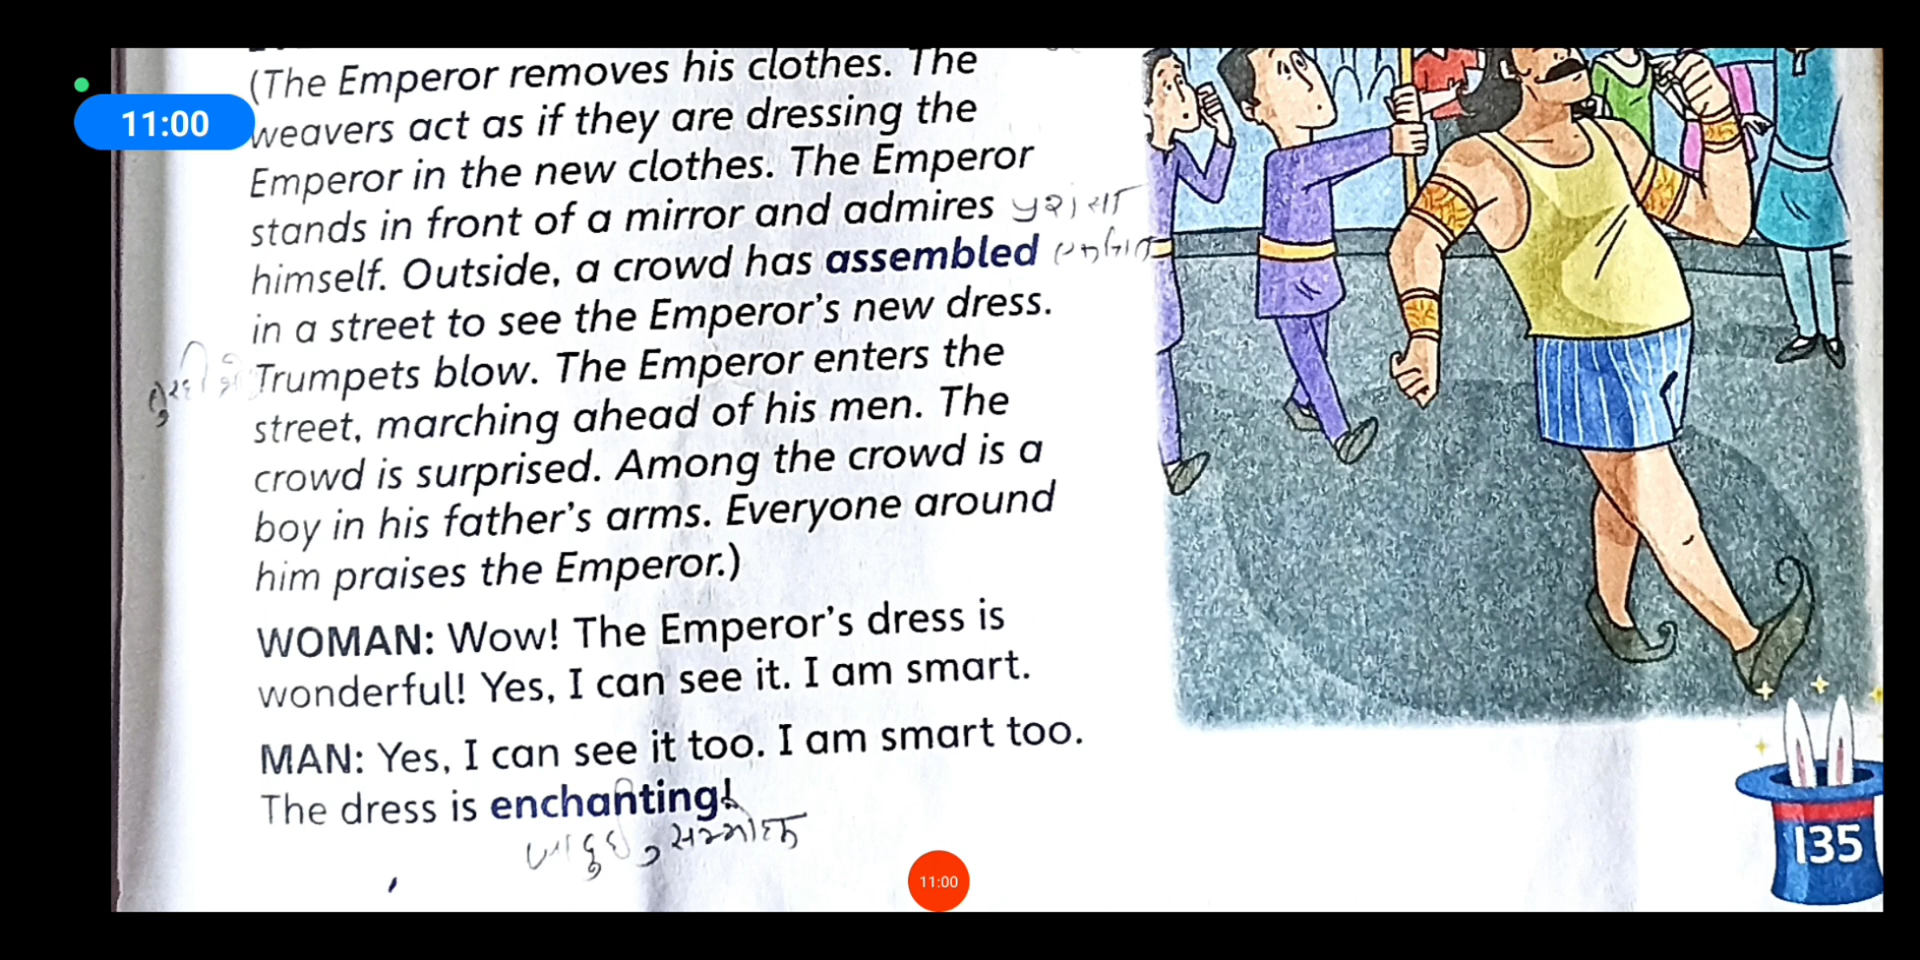 (The Emperor removes his clothes. The
11:00
weavers act as if they are dressing the
Emperor in the new clothes. The Emperor
stands in front of a mirror and admires
himself. Outside, a crowd has assembled
in a street to see the Emperor's new dress.
Trumpets blow. The Emperor enters the
street, marching ahead of his men. The
crowd is surprised. Among the crowd is a
boy in his father's arms. Everyone around
him praises the Emperor.)
WOMAN: Wow! The Emperor's dress is
wonderful! Yes, I can see it. I am smart.
MAN: Yes, I can see it too. I am smart too.
The dress is enchanting!
135
11:00